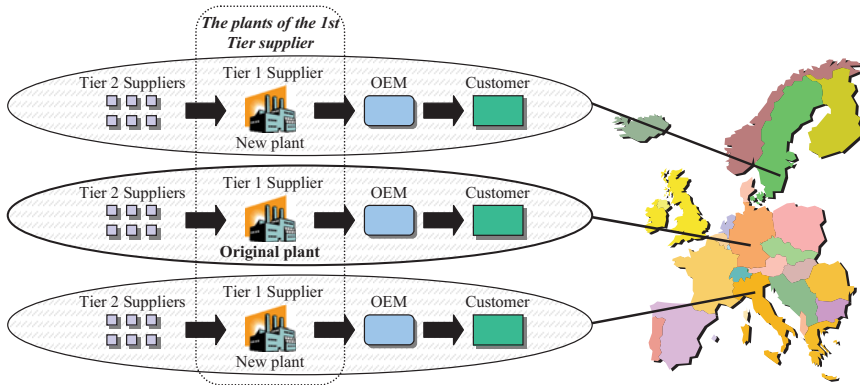 The plants of the 1st
Tier supplier
Tier 2 Suppliers
Tier 1 Supplier
OEM
Customer
New plant
Tier 2 Suppliers
Tier 1 Supplier
OEM
Customer
Original plant
Tier 2 Suppliers
Tier 1 Supplier
OEM
Customer
New plant